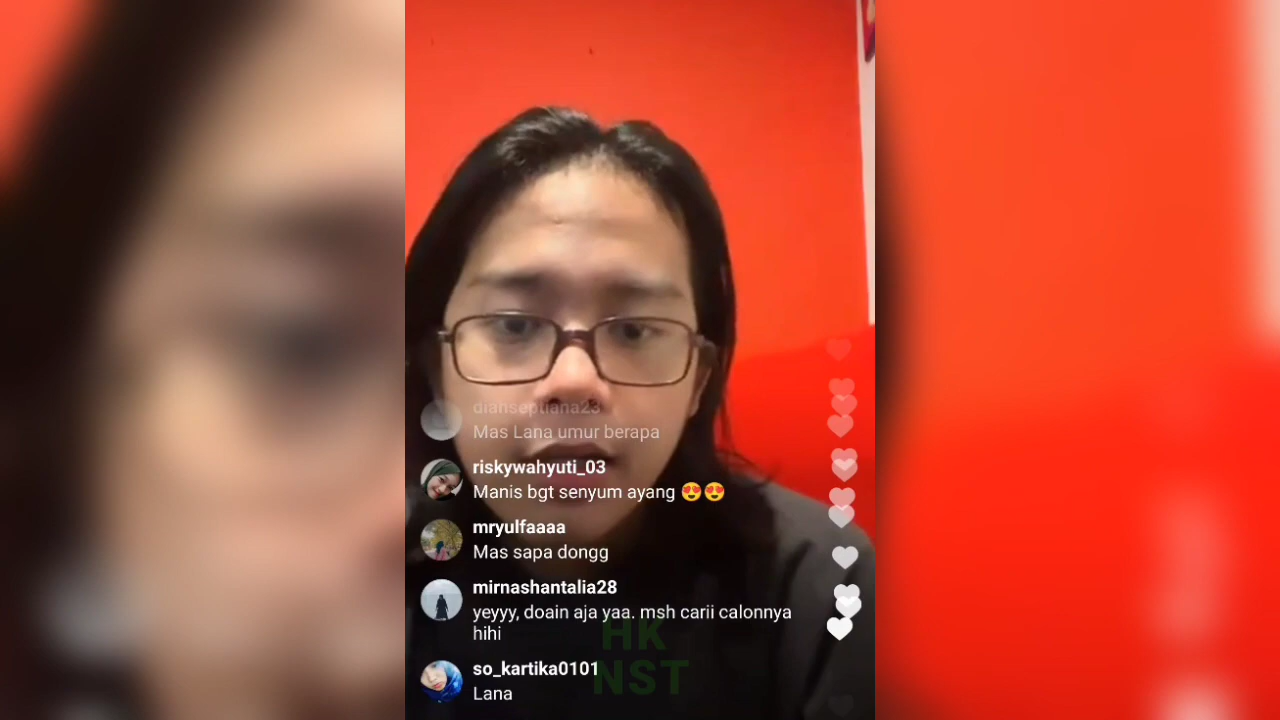 diahseptiana23
Mas Lana umur berapa
riskywahyuti_03
Manis bgt senyum ayang 😍😍
mryulfaaaa
Mas sapa dongg
mirnashantalia28
yeyyy, doain aja yaa. msh carii calonnya
hihi
HK
NST
so_kartika0101
Lana